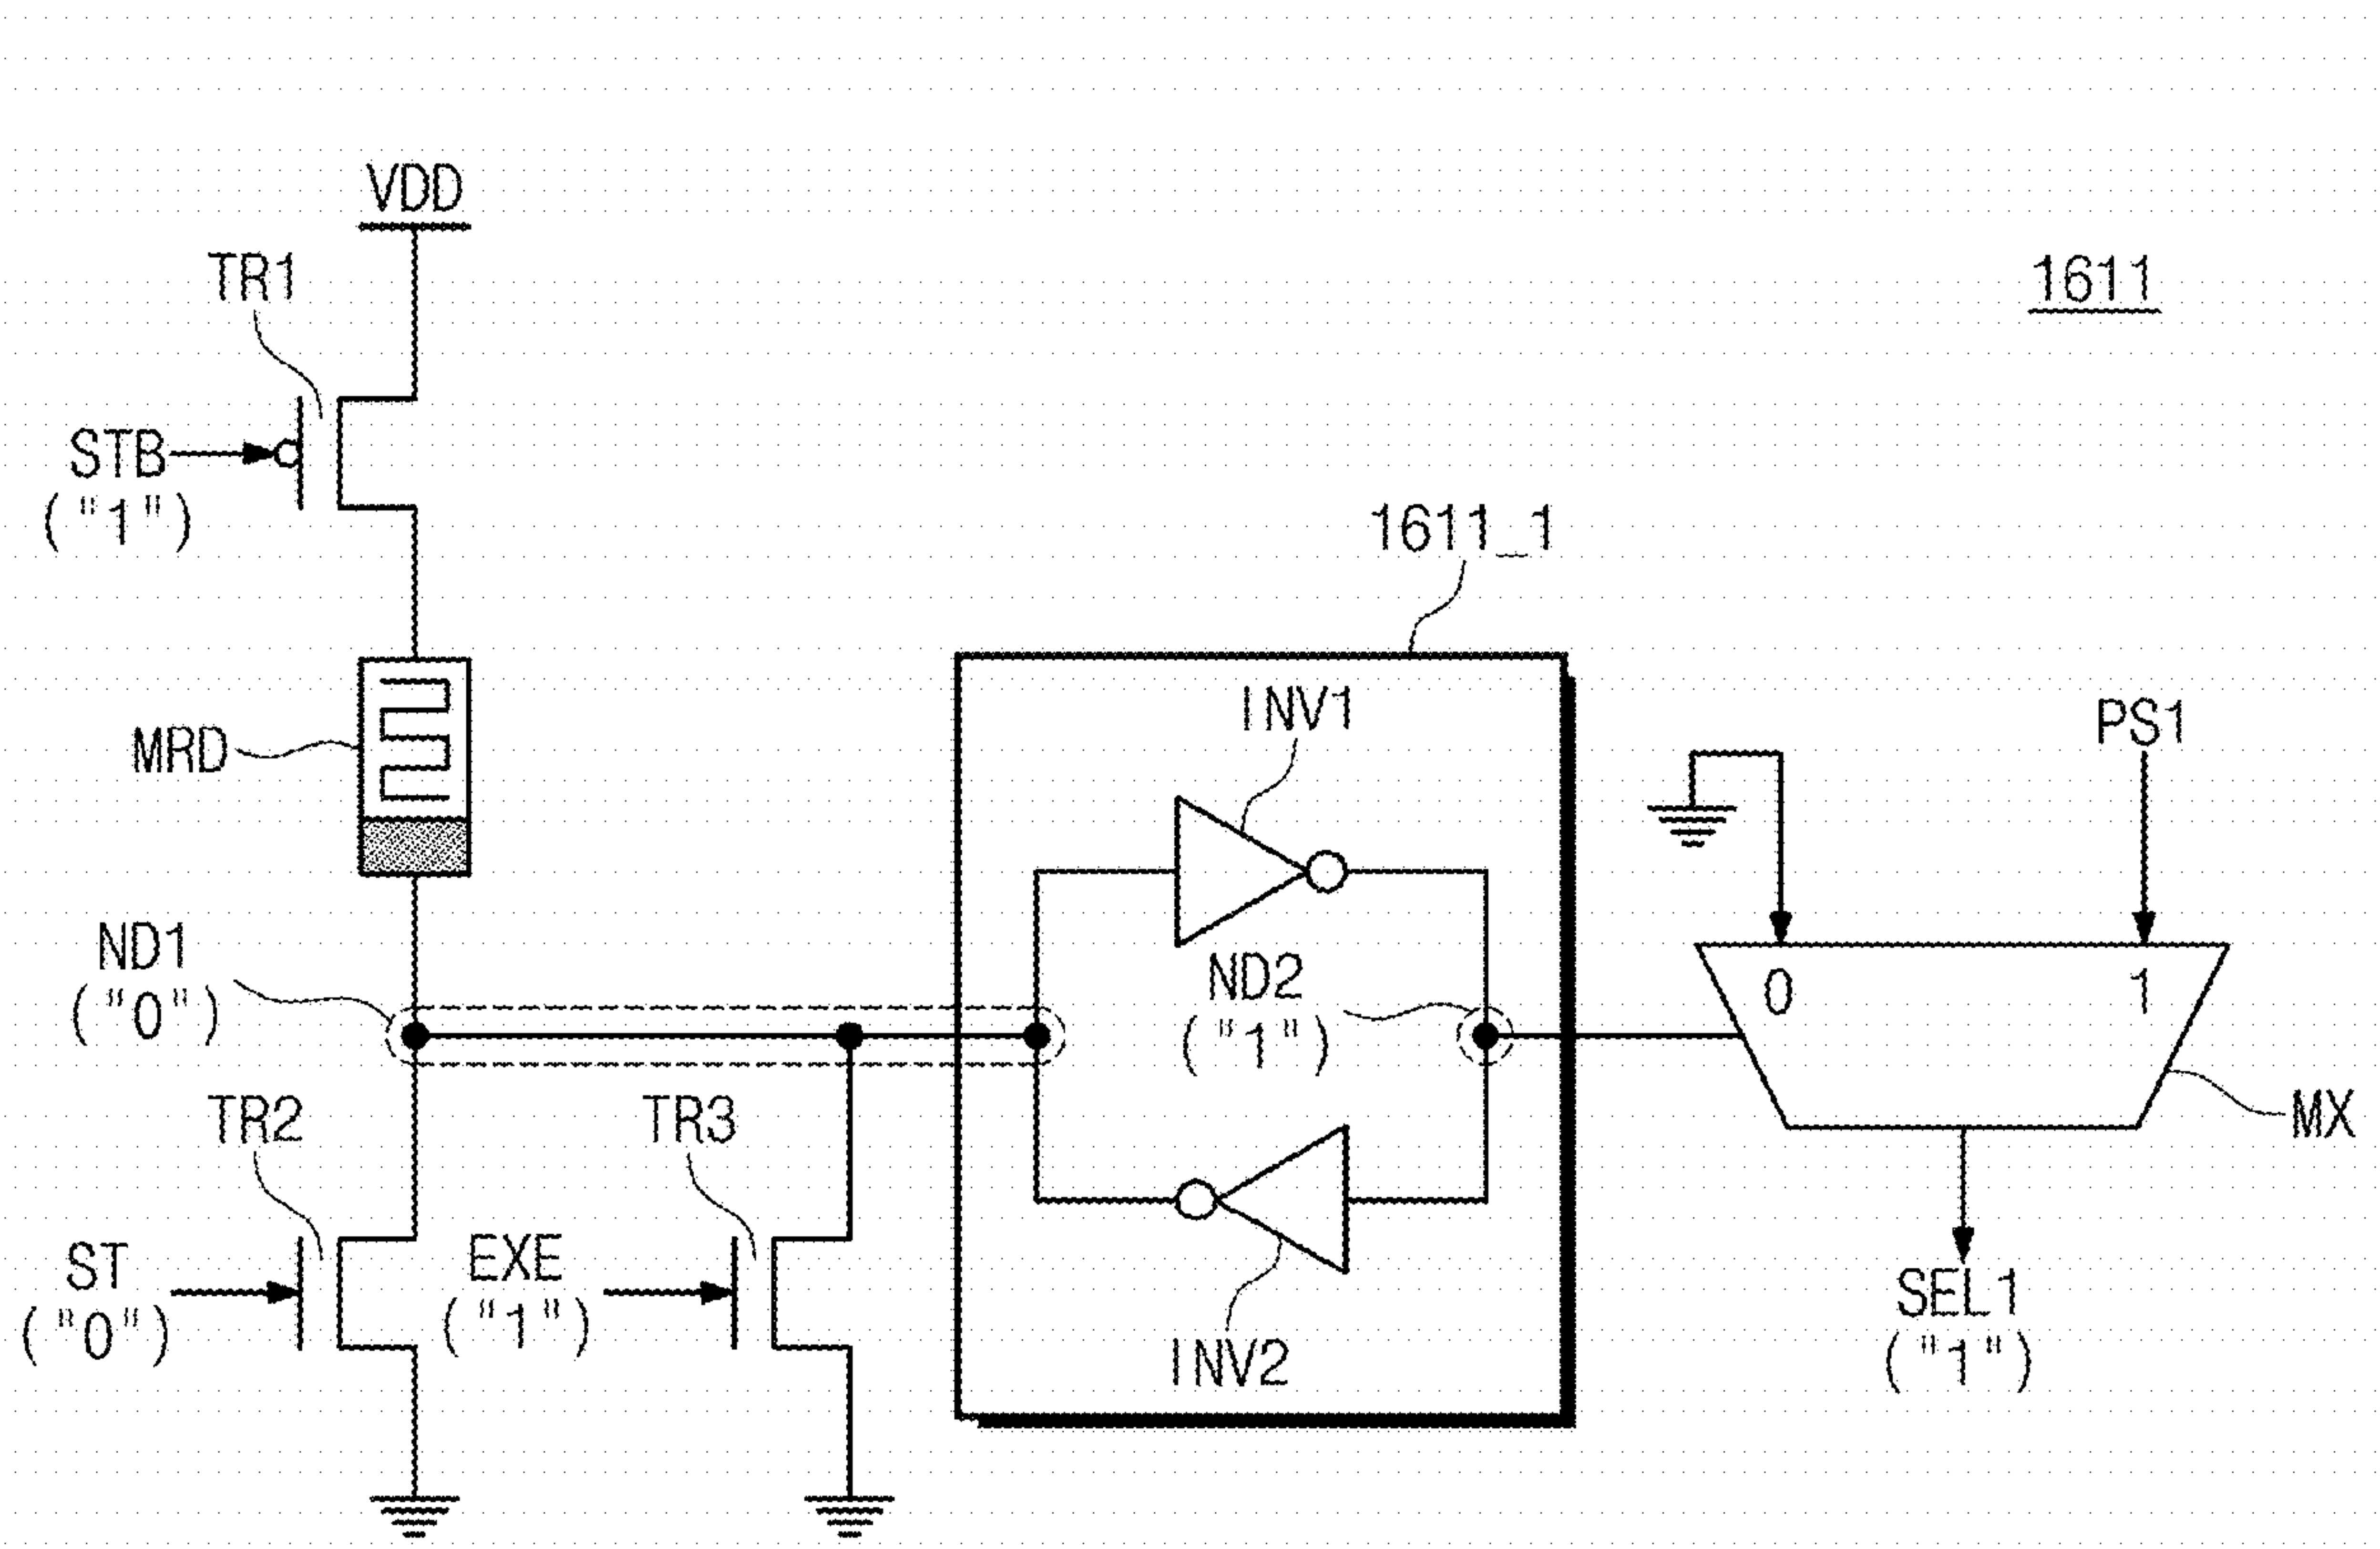 VDD
TR1
1611
STB
("1")
1611_1
INV1
MRD
PS1
ND1
("0")
ND2
("1")
0
1
TR2
TR3
MX
ST
("0")
EXE
("1")
SEL1
("1")
INV2